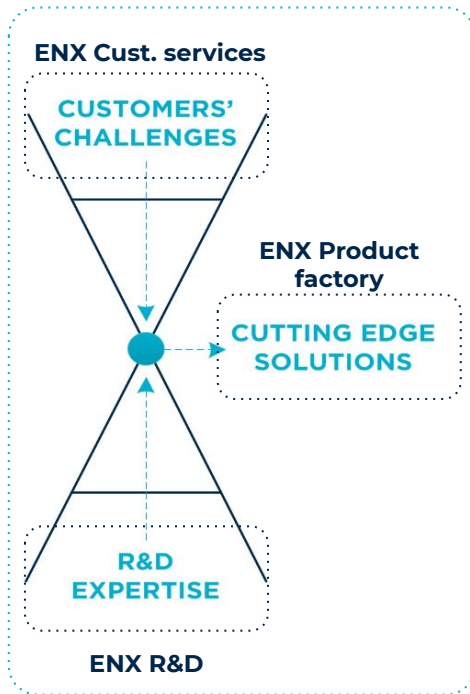 ENX Cust. services
CUSTOMERS'
CHALLENGES
ENX Product
factory
CUTTING EDGE
SOLUTIONS
R&D
EXPERTISE
ENX R&D